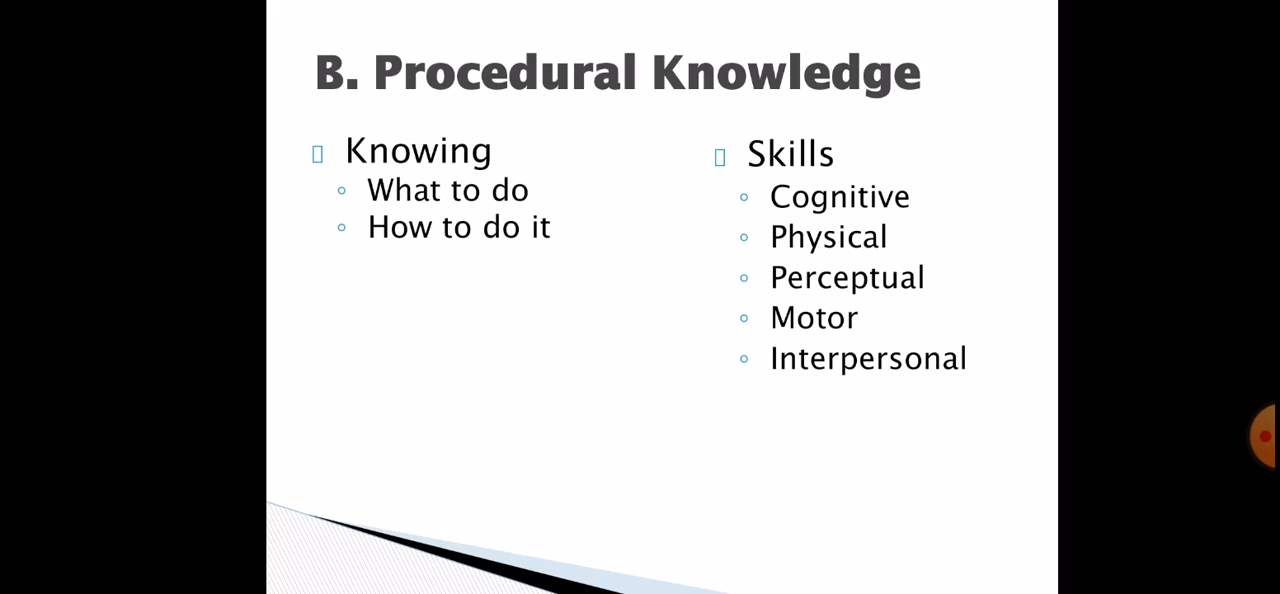 B. Procedural Knowledge
Knowing
What to do
How to do it
Skills
Cognitive
Physical
Perceptual
Motor
Interpersonal